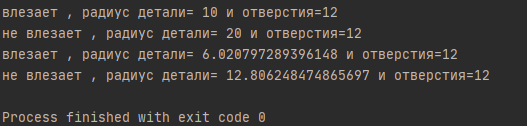 влезает , радиус детали= 10 и отверстия=12
не влезает , радиус детали= 20 и отверстия=12
влезает , радиус детали= 6.020797289396148 и отверстия=12
не влезает , радиус детали= 12.806248474865697 и отверстия=12
Process finished with exit code 0